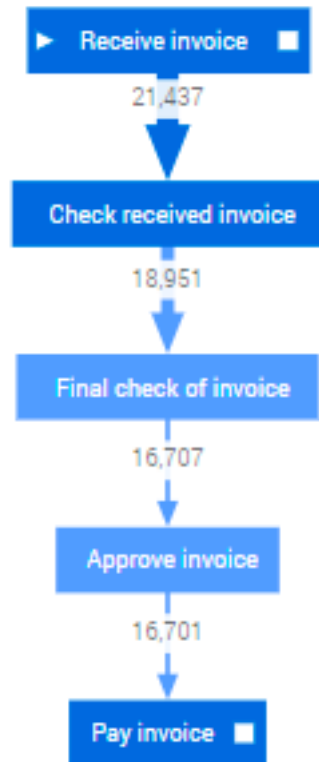 Receive invoice
21,437
Check received invoice
18,951
Final check of invoice
16,707
Approve invoice
16,701
Pay invoice